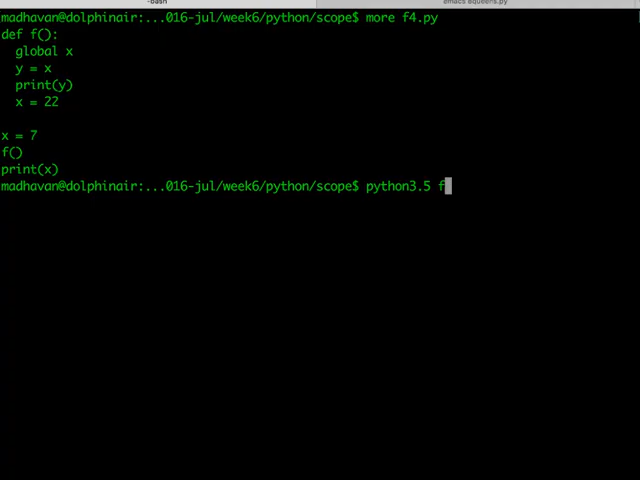 -bash
emacs 8queens.py
madhavan@dolphinair:...016-jul/week6/python/scope$ more f4.py
def f():
  global x
  y = x
  print(y)
  x = 22
x = 7
f()
print(x)
madhavan@dolphinair:...016-jul/week6/python/scope$ python3.5 f